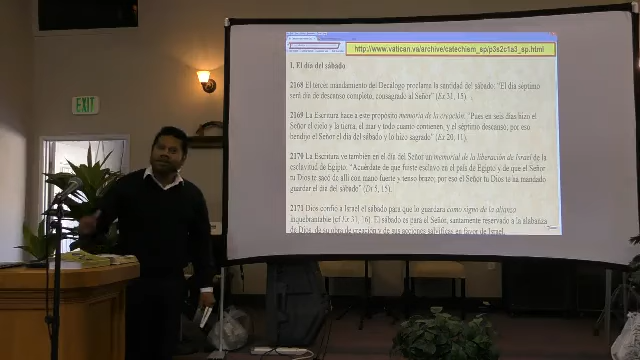 EXIT
http://www.vatican.va/archive/catechism_sp/p3s2c1a3_sp.html
I. El día del sábado
2168 El tercer mandamiento del Decálogo proclama la santidad del sábado: "El día séptimo
será día de descanso completo, consagrado al Señor" (Ex 31, 15).
2169 La Escritura hace a este propósito memoria de la creación: "Pues en seis días hizo el
Señor el cielo y la tierra, el mar y todo cuanto contienen, y el séptimo descansó; por eso
bendijo el Señor el día del sábado y lo hizo sagrado" (Ex 20, 11).
2170 La Escritura ve también en el día del Señor un memorial de la liberación de Israel de la
esclavitud de Egipto: "Acuérdate de que fuiste esclavo en el país de Egipto y de que el Señor
tu Dios te sacó de allí con mano fuerte y tenso brazo; por eso el Señor tu Dios te ha mandado
guardar el día del sábado" (Dt 5, 15).
2171 Dios confió a Israel el sábado para que lo guardara como signo de la alianza
inquebrantable (cf Ex 31, 16). El sábado es para el Señor, santamente reservado a la alabanza
de Dios, de su obra de creación y de sus acciones salvíficas en favor de Israel.